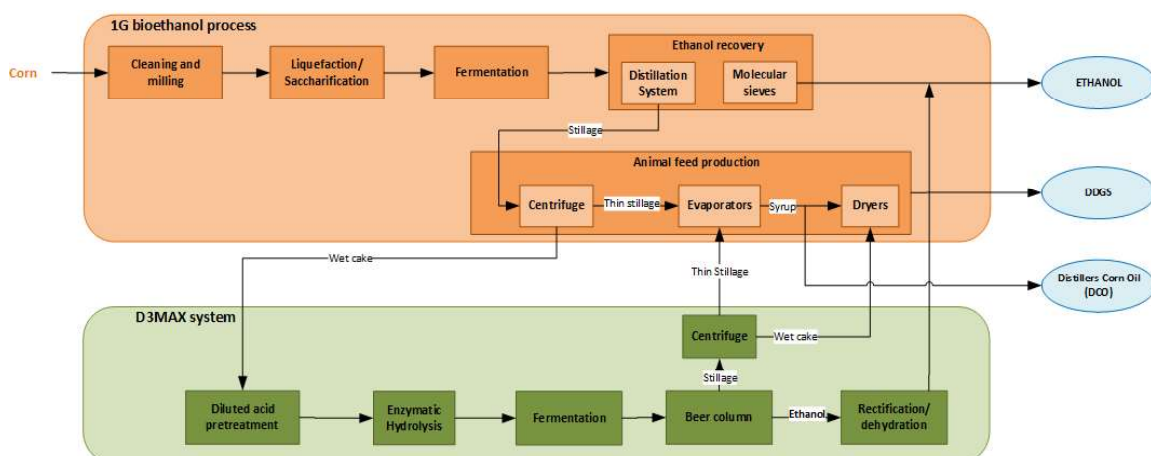 1G bioethanol process
Corn
Cleaning and
milling
Liquefaction/
Saccharification
Fermentation
Ethanol recovery
Distillation
System
Molecular
sieves
ETHANOL
Stillage
Animal feed production
Centrifuge
Thin stillage
Evaporators
Syrup
Dryers
DDGS
Wet cake
Thin Stillage
Distillers Corn Oil
(DCO)
D3MAX system
Centrifuge
Wet cake
Stillage
Diluted acid
pretreatment
Enzymatic
Hydrolysis
Fermentation
Beer column
Ethanol
Rectification/
dehydration